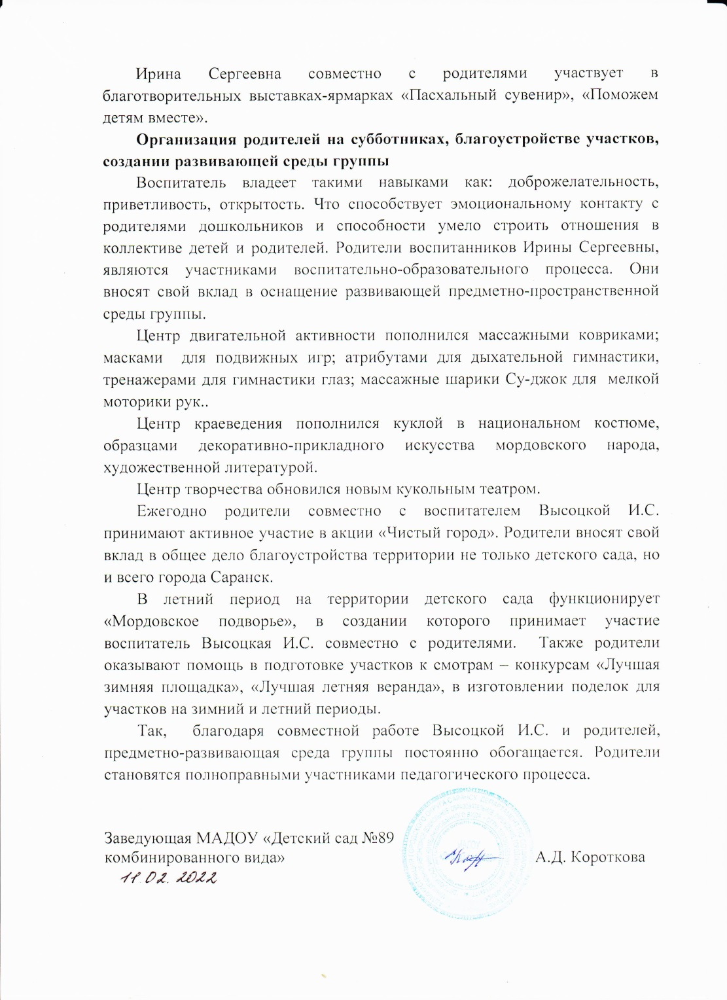 Ирина Сергеевна совместно с родителями участвует в
благотворительных выставках-ярмарках «Пасхальный сувенир», «Поможем
детям вместе».
Организация родителей на субботниках, благоустройстве участков,
создании развивающей среды группы
Воспитатель владеет такими навыками как: доброжелательность,
приветливость, открытость. Что способствует эмоциональному контакту с
родителями дошкольников и способности умело строить отношения в
коллективе детей и родителей. Родители воспитанников Ирины Сергеевны,
являются участниками воспитательно-образовательного процесса. Они
вносят свой вклад в оснащение развивающей предметно-пространственной
среды группы.
Центр двигательной активности пополнился массажными ковриками;
масками для подвижных игр; атрибутами для дыхательной гимнастики,
тренажерами для гимнастики глаз; массажные шарики Су-джок для мелкой
моторики рук..
Центр краеведения пополнился куклой в национальном костюме,
образцами декоративно-прикладного искусства мордовского народа,
художественной литературой.
Центр творчества обновился новым кукольным театром.
Ежегодно родители совместно с воспитателем Высоцкой И.С.
принимают активное участие в акции «Чистый город». Родители вносят свой
вклад в общее дело благоустройства территории не только детского сада, но
и всего города Саранск.
В летний период на территории детского сада функционирует
«Мордовское подворье», в создании которого принимает участие
воспитатель Высоцкая И.С. совместно с родителями. Также родители
оказывают помощь в подготовке участков к смотрам – конкурсам «Лучшая
зимняя площадка», «Лучшая летняя веранда», в изготовлении поделок для
участков на зимний и летний периоды.
Так, благодаря совместной работе Высоцкой И.С. и родителей,
предметно-развивающая среда группы постоянно обогащается. Родители
становятся полноправными участниками педагогического процесса.
Заведующая МАДОУ «Детский сад №89
комбинированного вида» А.Д. Короткова
11.02.2022